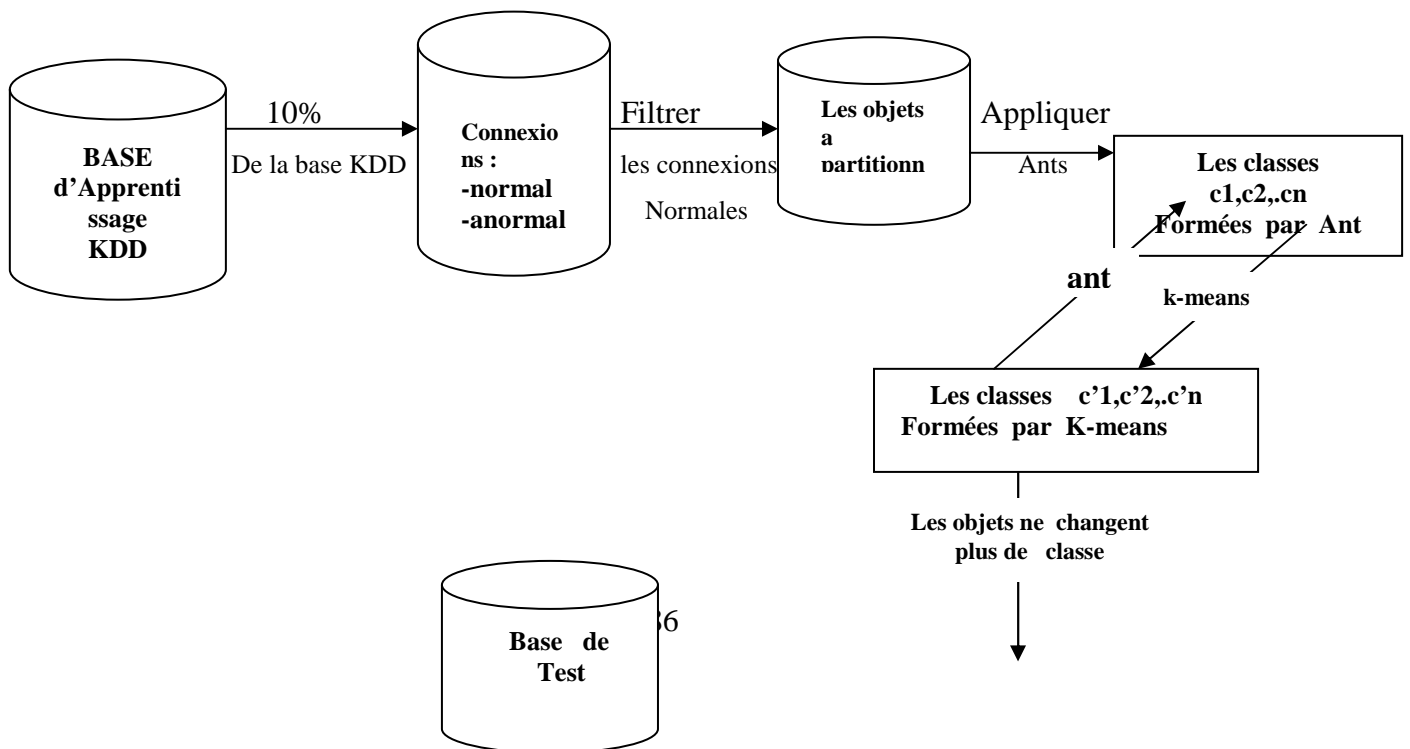 BASE
d’Apprenti
ssage
KDD
10%
De la base KDD
Connexio
ns :
-normal
-anormal
Filtrer
les connexions
Normales
Les objets
a
partitionn
Appliquer
Ants
Les classes
c1,c2,.cn
Formées par Ant
ant
k-means
Les classes c’1,c’2,.c’n
Formées par K-means
Les objets ne changent
plus de classe
Base de
Test